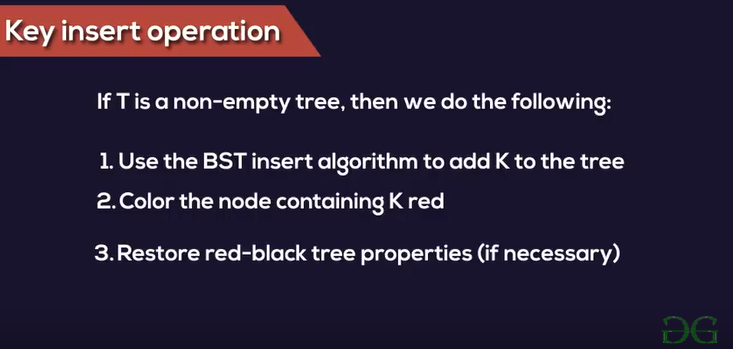 Key insert operation
If T is a non-empty tree, then we do the following:
1. Use the BST insert algorithm to add K to the tree
2. Color the node containing K red
3. Restore red-black tree properties (if necessary)